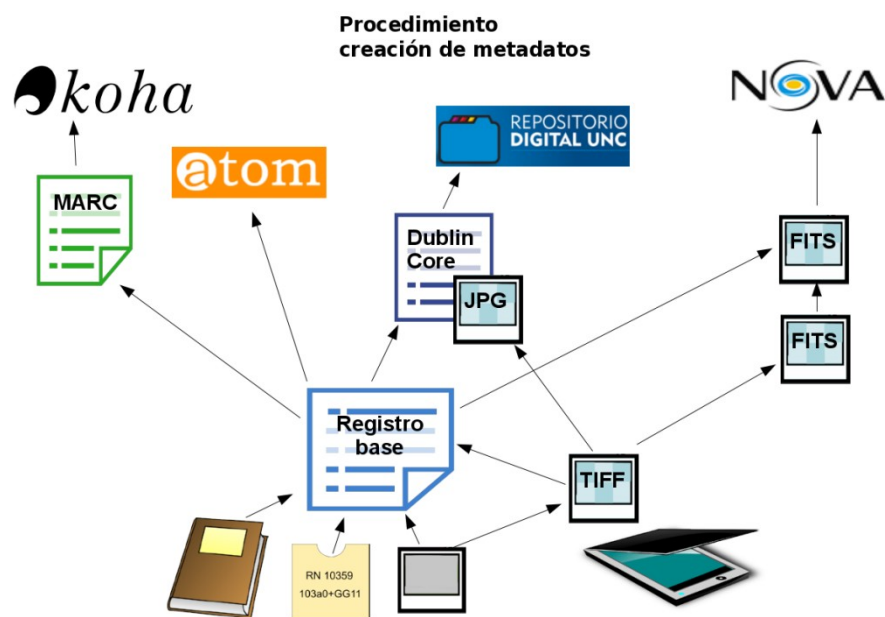 Procedimiento
creación de metadatos
koha
NOVA
atom
REPOSITORIO
DIGITAL UNC
MARC
Dublin
Core
JPG
FITS
FITS
Registro
base
TIFF
RN 10359
103a0+GG11